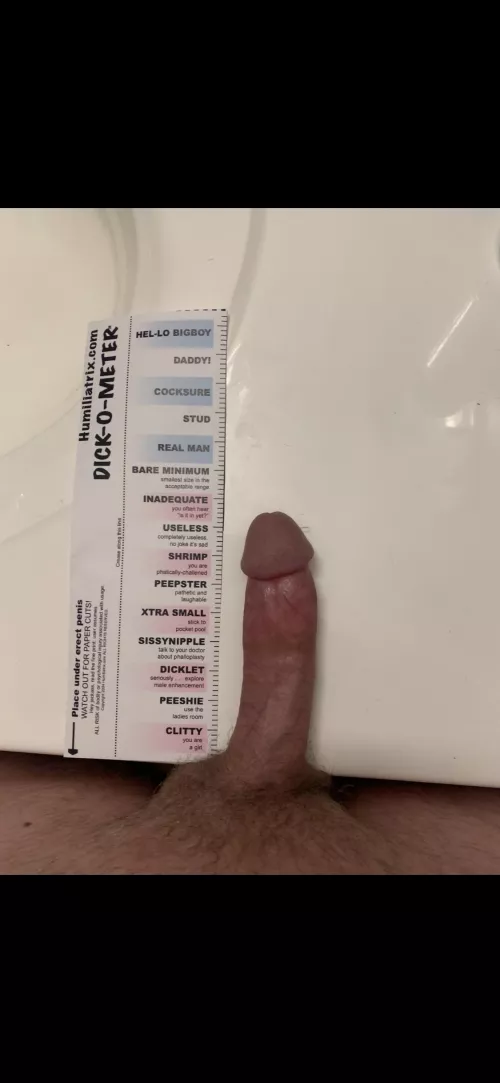 Humiliatrix.com
DICK-O-METER
HEL-LO BIGBOY
DADDY!
COCKSURE
STUD
REAL MAN
BARE MINIMUM
smallest size in the
acceptable range
INADEQUATE
you often hear
"is it in yet?"
USELESS
completely useless.
no joke it's sad
SHRIMP
you are
phallically-challenged
PEEPSTER
pathetic and
laughable
XTRA SMALL
stick to
pocket pool
SISSYNIPPLE
talk to your doctor
about phalloplasty
DICKLET
seriously . . . explore
male enhancement
PEESHIE
use the
ladies room
CLITTY
you are
a girl
Crease along this line
Place under erect penis
WATCH OUT FOR PAPER CUTS!